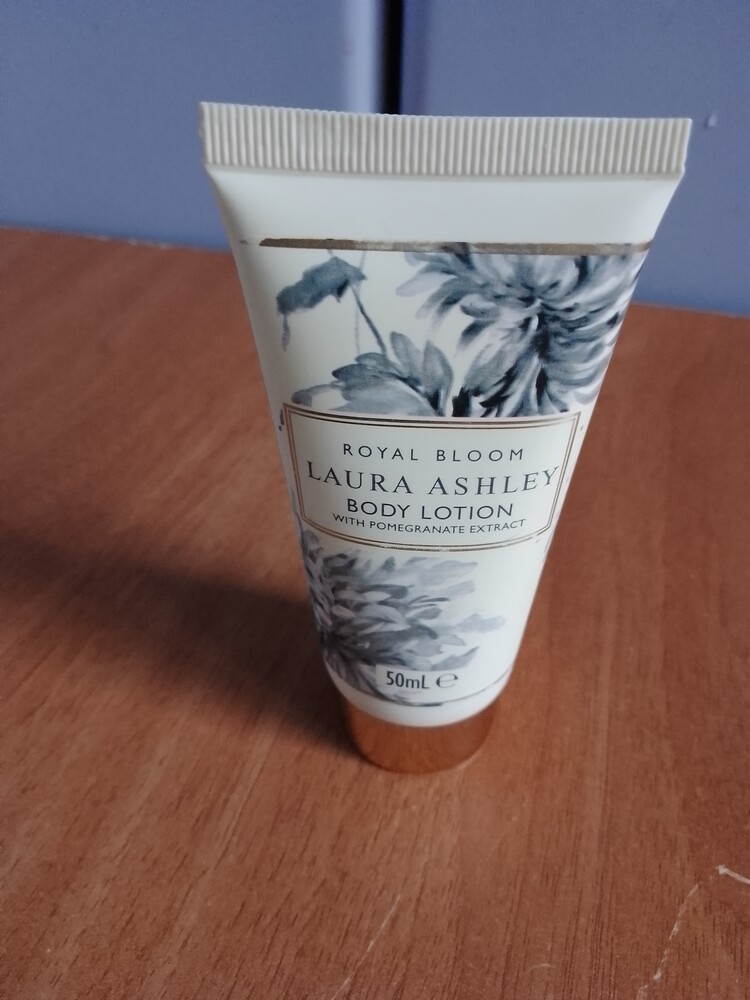 ROYAL BLOOM
LAURA ASHLEY
BODY LOTION
WITH POMEGRANATE EXTRACT
50mL ℮